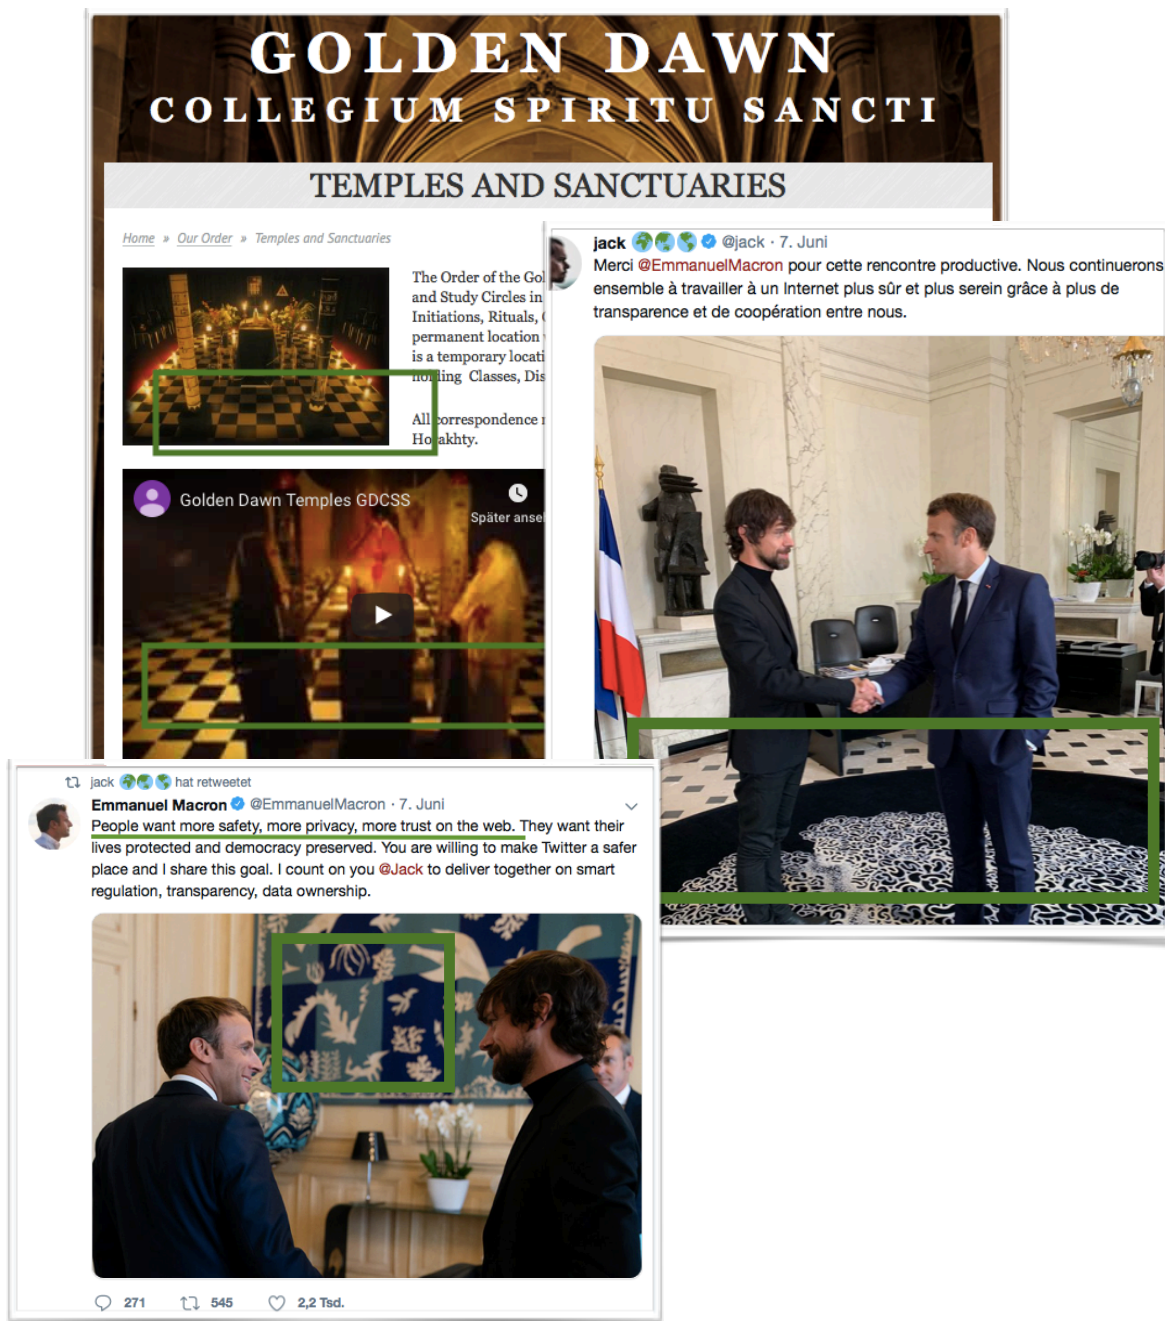 GOLDEN DAWN
COLLEGIUM SPIRITU SANCTI
TEMPLES AND SANCTUARIES
Home » Our Order » Temples and Sanctuaries
The Order of the Gol
and Study Circles in
Initiations, Rituals,
permanent location
is a temporary locati
holding Classes, Dis
All correspondence
Horakhty.
Golden Dawn Temples GDCSS
Später ansel
jack @jack · 7. Juni
Merci @EmmanuelMacron pour cette rencontre productive. Nous continuerons
ensemble à travailler à un Internet plus sûr et plus serein grâce à plus de
transparence et de coopération entre nous.
jack hat retweetet
Emmanuel Macron @EmmanuelMacron · 7. Juni
People want more safety, more privacy, more trust on the web. They want their
lives protected and democracy preserved. You are willing to make Twitter a safer
place and I share this goal. I count on you @Jack to deliver together on smart
regulation, transparency, data ownership.
271 545 2,2 Tsd.